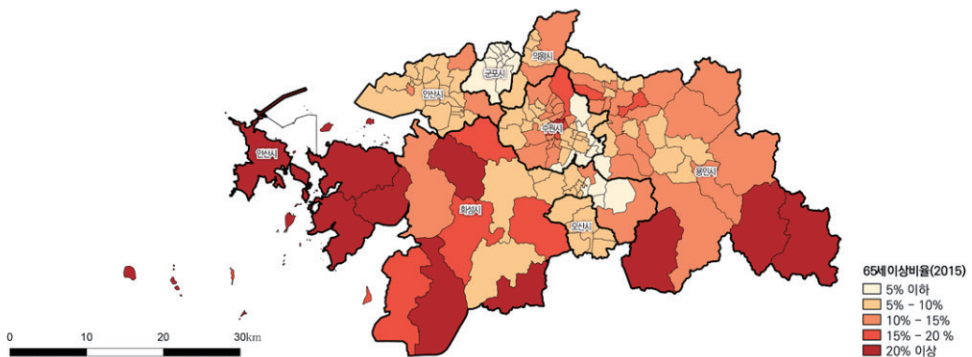 의왕시
군포시
안산시
수원시
안산시
용인시
화성시
오산시
65세이상비율(2015)
5% 이하
5% - 10%
10% - 15%
15% - 20 %
20% 이상
0 10 20 30km